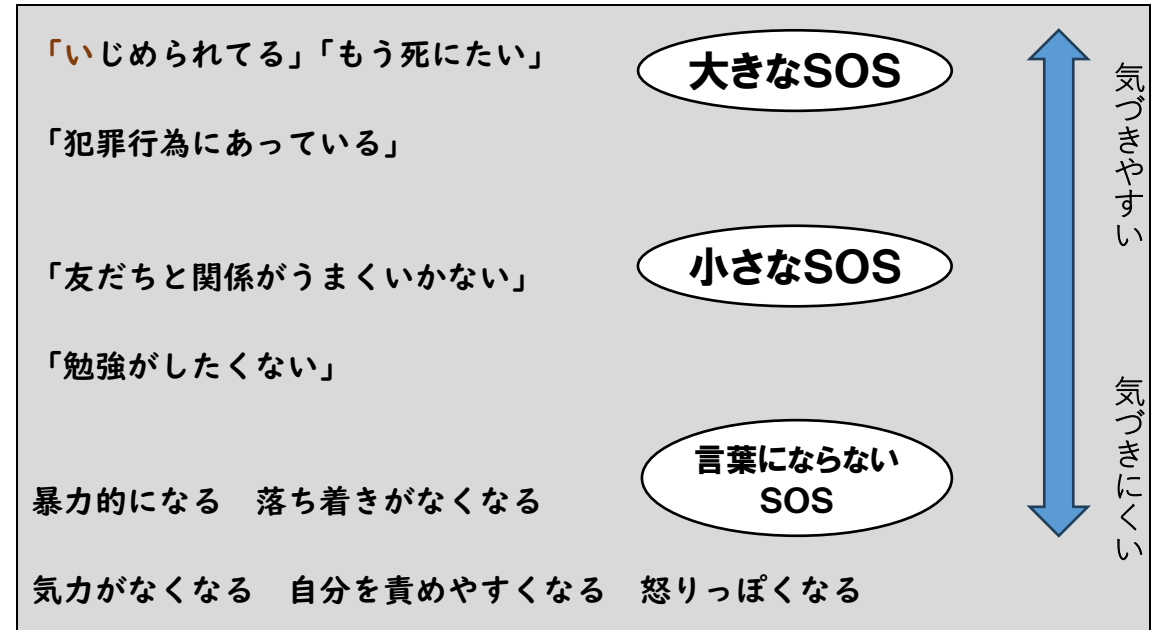 「いじめられてる」「もう死にたい」
大きなSOS
「犯罪行為にあっている」
気づきやすい
「友だちと関係がうまくいかない」
小さなSOS
「勉強がしたくない」
気づきにくい
言葉にならない
SOS
暴力的になる　落ち着きがなくなる
気力がなくなる　自分を責めやすくなる　怒りっぽくなる